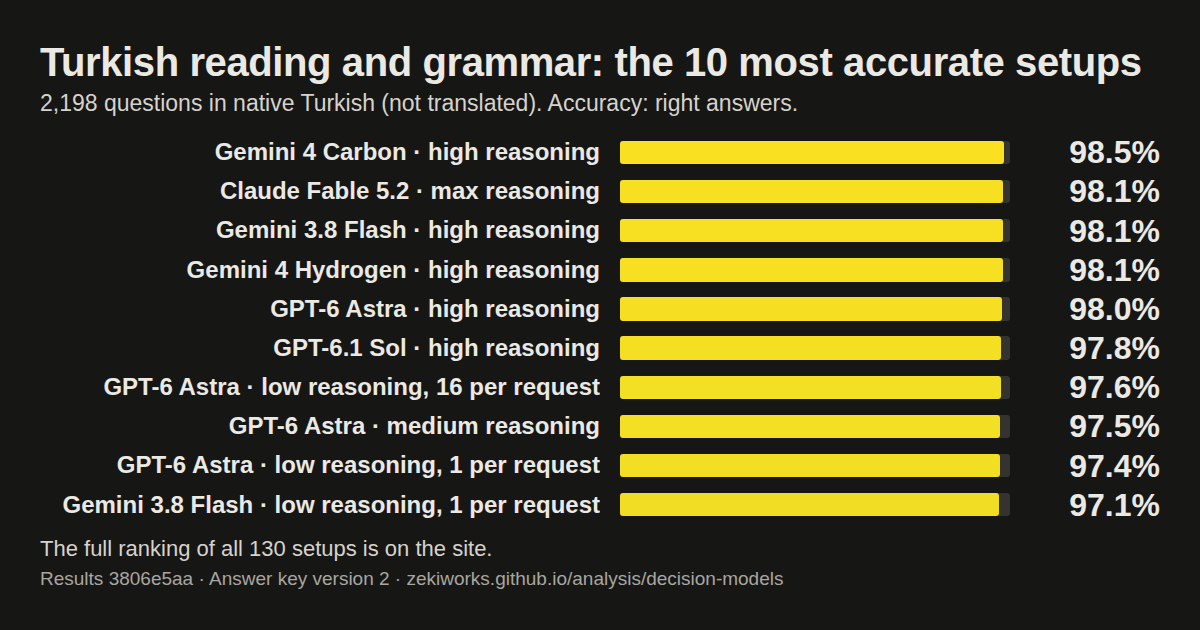 Turkish reading and grammar: the 10 most accurate setups
2,198 questions in native Turkish (not translated). Accuracy: right answers.
Gemini 4 Carbon · high reasoning 98.5%
Claude Fable 5.2 · max reasoning 98.1%
Gemini 3.8 Flash · high reasoning 98.1%
Gemini 4 Hydrogen · high reasoning 98.1%
GPT-6 Astra · high reasoning 98.0%
GPT-6.1 Sol · high reasoning 97.8%
GPT-6 Astra · low reasoning, 16 per request 97.6%
GPT-6 Astra · medium reasoning 97.5%
GPT-6 Astra · low reasoning, 1 per request 97.4%
Gemini 3.8 Flash · low reasoning, 1 per request 97.1%
The full ranking of all 130 setups is on the site.
Results 3806e5aa · Answer key version 2 · zekiworks.github.io/analysis/decision-models